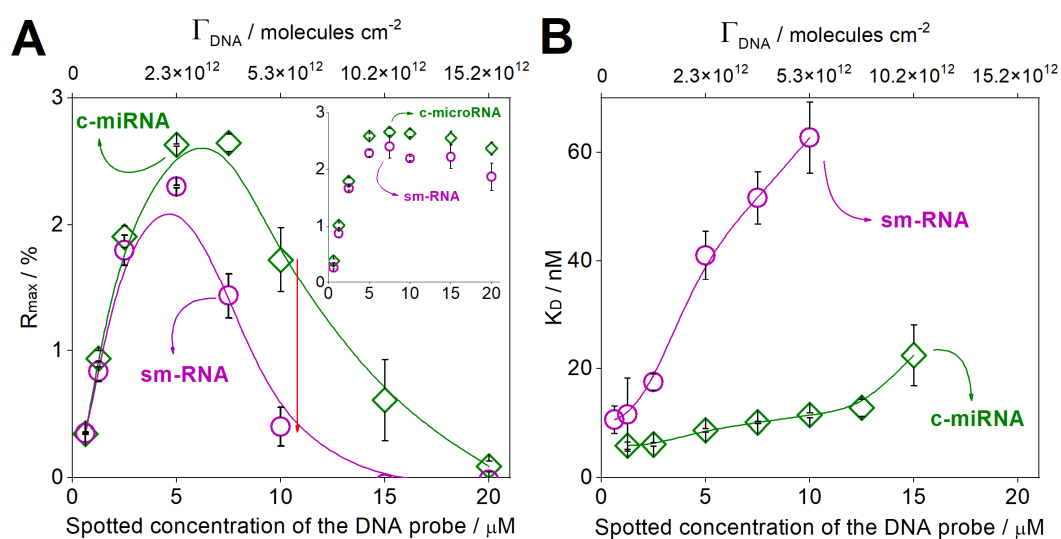 A
ΓDNA / molecules cm-2
0 2.3×10^12 5.3×10^12 10.2×10^12 15.2×10^12
3
2
1
0
Rmax / %
c-miRNA
sm-RNA
3
2
1
0
c-microRNA
sm-RNA
0 5 10 15 20
0 5 10 15 20
Spotted concentration of the DNA probe / μM
B
ΓDNA / molecules cm-2
0 2.3×10^12 5.3×10^12 10.2×10^12 15.2×10^12
60
40
20
0
KD / nM
sm-RNA
c-miRNA
0 5 10 15 20
Spotted concentration of the DNA probe / μM